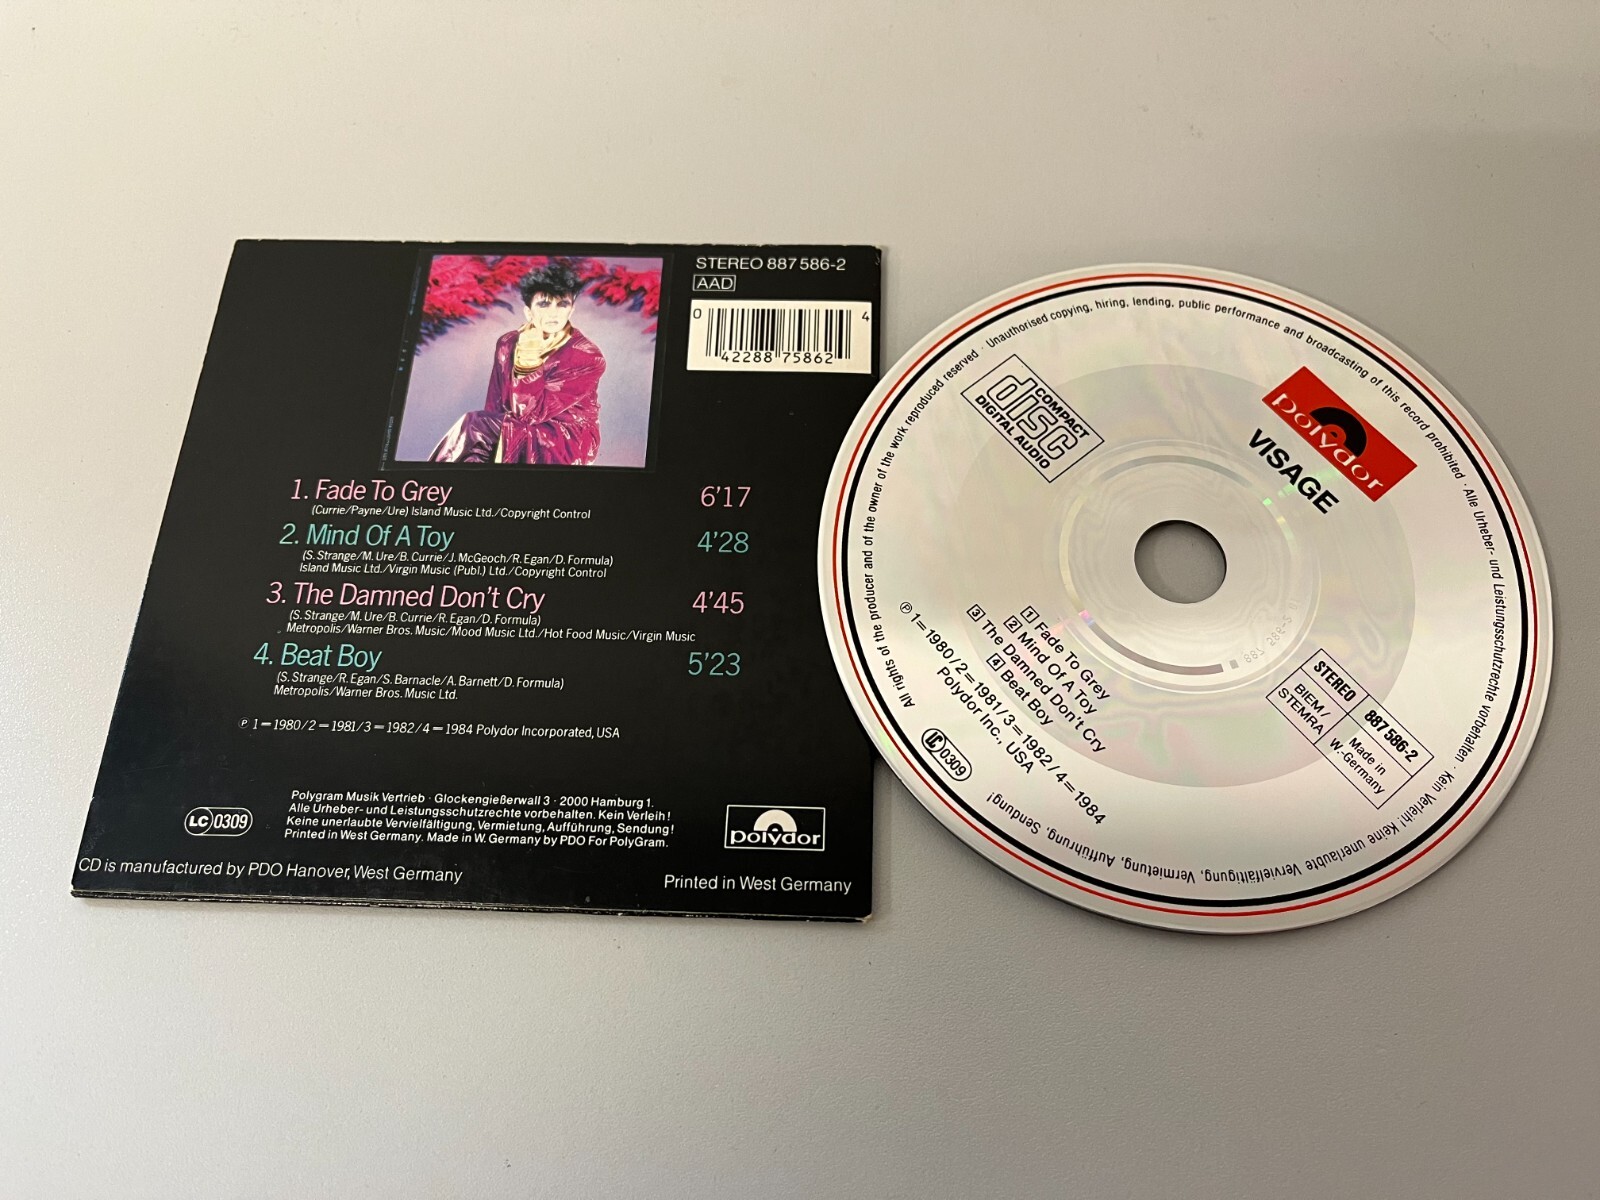 STEREO 887 586-2
AAD
0 42288 75862 4
1. Fade To Grey 6'17
(Currie/Payne/Ure) Island Music Ltd./Copyright Control
2. Mind Of A Toy 4'28
(S. Strange/M. Ure/B. Currie/J. McGeoch/R. Egan/D. Formula)
Island Music Ltd./Virgin Music (Publ.) Ltd./Copyright Control
3. The Damned Don't Cry 4'45
(S. Strange/M. Ure/B. Currie/R. Egan/D. Formula)
Metropolis/Warner Bros. Music/Mood Music Ltd./Hot Food Music/Virgin Music
4. Beat Boy 5'23
(S. Strange/R. Egan/S. Barnacle/A. Barnett/D. Formula)
Metropolis/Warner Bros. Music Ltd.
℗ 1=1980/2=1981/3=1982/4=1984 Polydor Incorporated, USA
LC 0309
Polygram Musik Vertrieb · Glockengießerwall 3 · 2000 Hamburg 1.
Alle Urheber- und Leistungsschutzrechte vorbehalten. Kein Verleih!
Keine unerlaubte Vervielfältigung, Vermietung, Aufführung, Sendung!
Printed in West Germany. Made in W. Germany by PDO For PolyGram.
polydor
CD is manufactured by PDO Hanover, West Germany
Printed in West Germany
All rights of the producer and of the owner of the work reproduced reserved · Unauthorised copying, hiring, lending, public performance and broadcasting of this record prohibited · Alle Urheber- und Leistungsschutzrechte vorbehalten · Kein Verleih! Keine unerlaubte Vervielfältigung, Vermietung, Aufführung, Sendung!
COMPACT
disc
DIGITAL AUDIO
polydor
VISAGE
1 Fade To Grey
2 Mind Of A Toy
3 The Damned Don't Cry
4 Beat Boy
℗ 1=1980/2=1981/3=1982/4=1984
Polydor Inc., USA
LC 0309
STEREO 887 586-2
BIEM/
STEMRA
Made in
W.-Germany